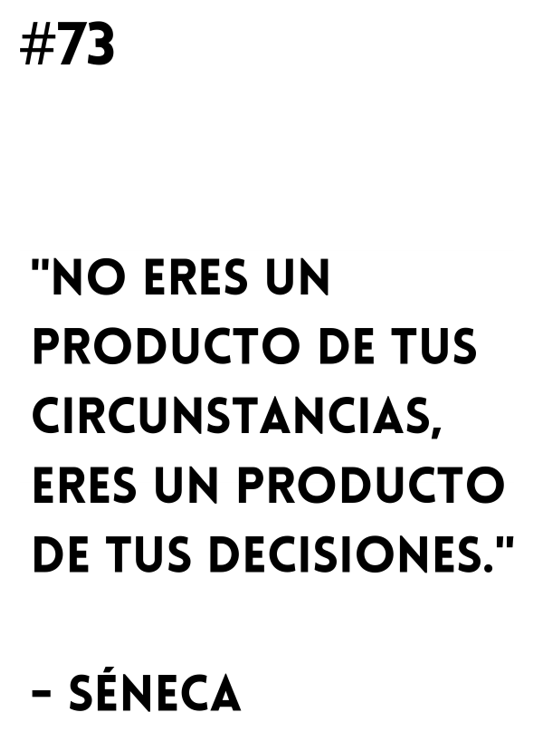 #73
"NO ERES UN
PRODUCTO DE TUS
CIRCUNSTANCIAS,
ERES UN PRODUCTO
DE TUS DECISIONES."
- SÉNECA